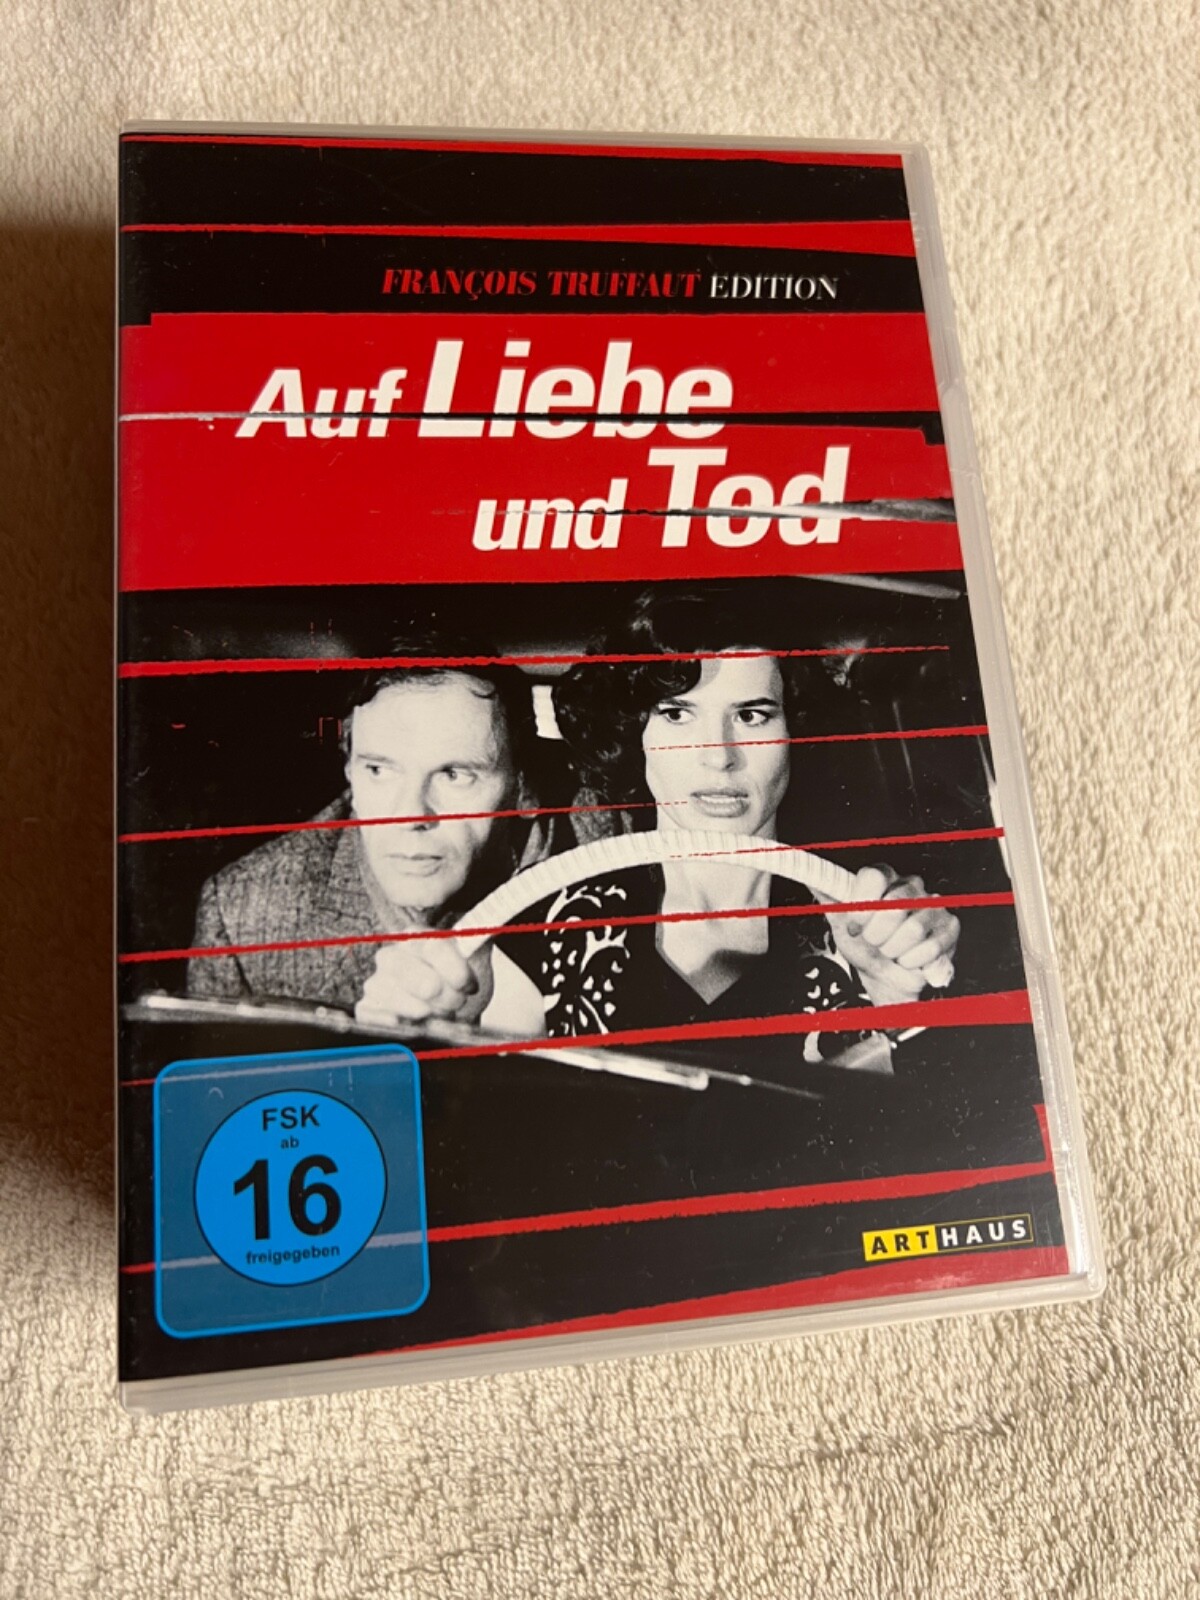 FRANÇOIS TRUFFAUT EDITION
Auf Liebe
und Tod
FSK
ab
16
freigegeben
ARTHAUS